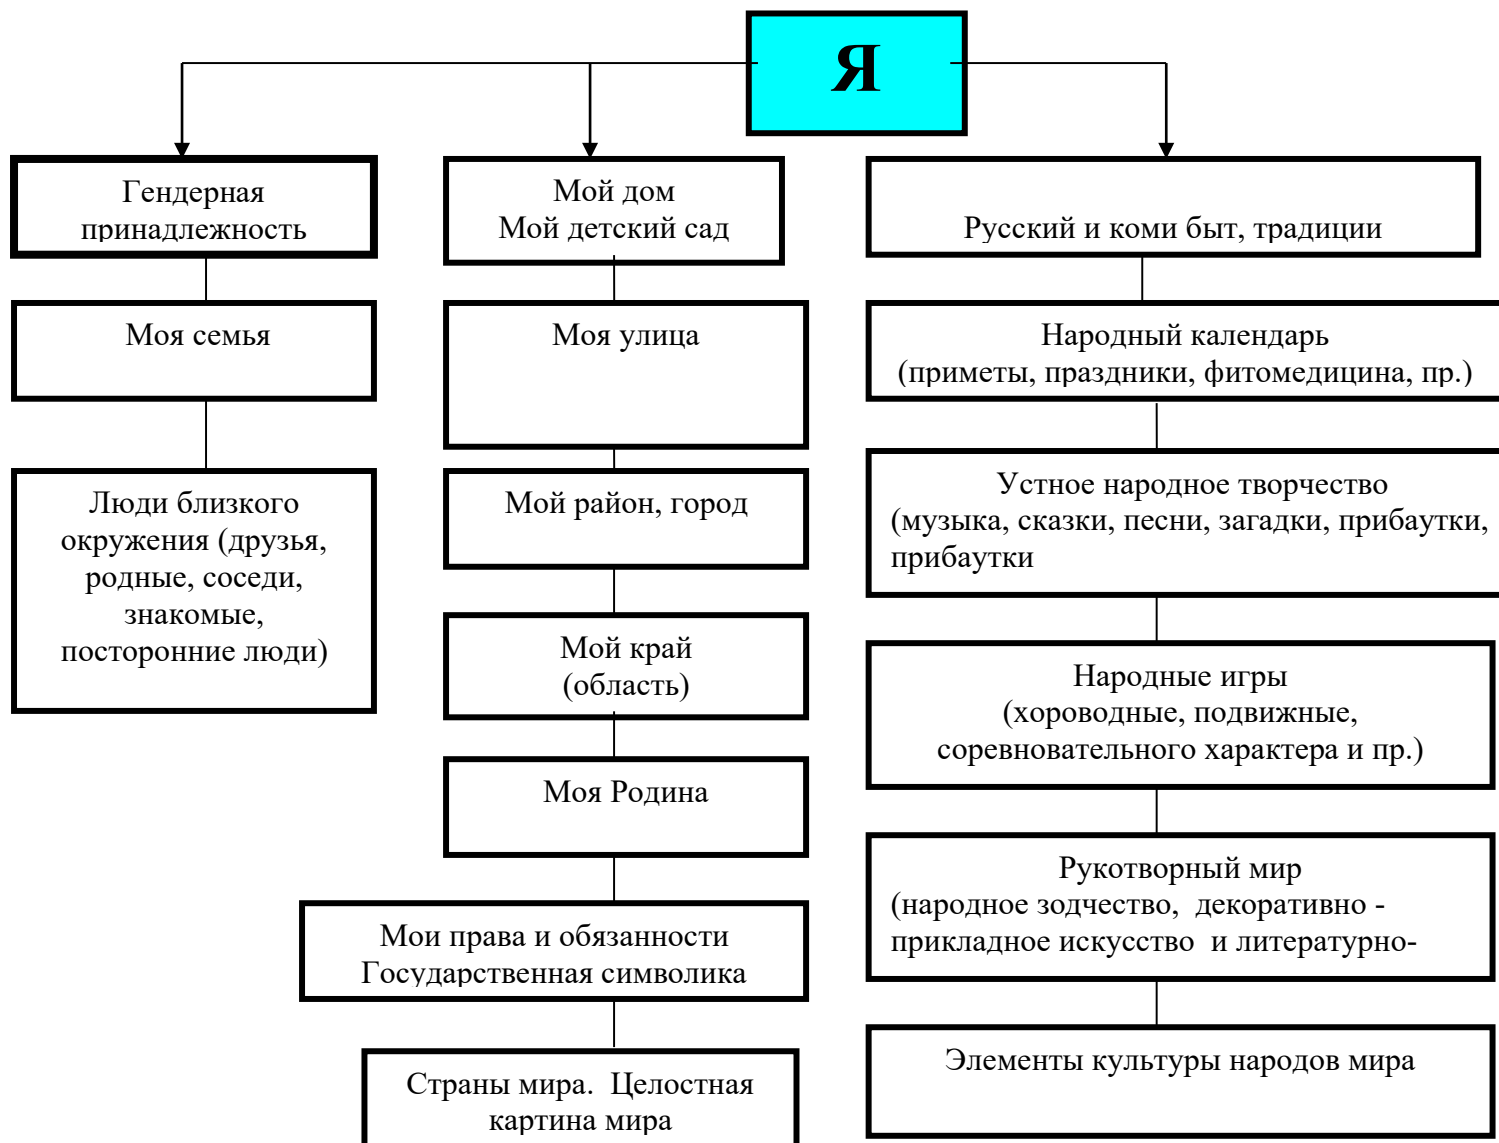 Я
Гендерная
принадлежность
Моя семья
Люди близкого
окружения (друзья,
родные, соседи,
знакомые,
посторонние люди)
Мой дом
Мой детский сад
Моя улица
Мой район, город
Мой край
(область)
Моя Родина
Мои права и обязанности
Государственная символика
Страны мира.  Целостная
картина мира
Русский и коми быт, традиции
Народный календарь
(приметы, праздники, фитомедицина, пр.)
Устное народное творчество
(музыка, сказки, песни, загадки, прибаутки,
прибаутки
Народные игры
(хороводные, подвижные,
соревновательного характера и пр.)
Рукотворный мир
(народное зодчество,  декоративно -
прикладное искусство  и литературно-
Элементы культуры народов мира